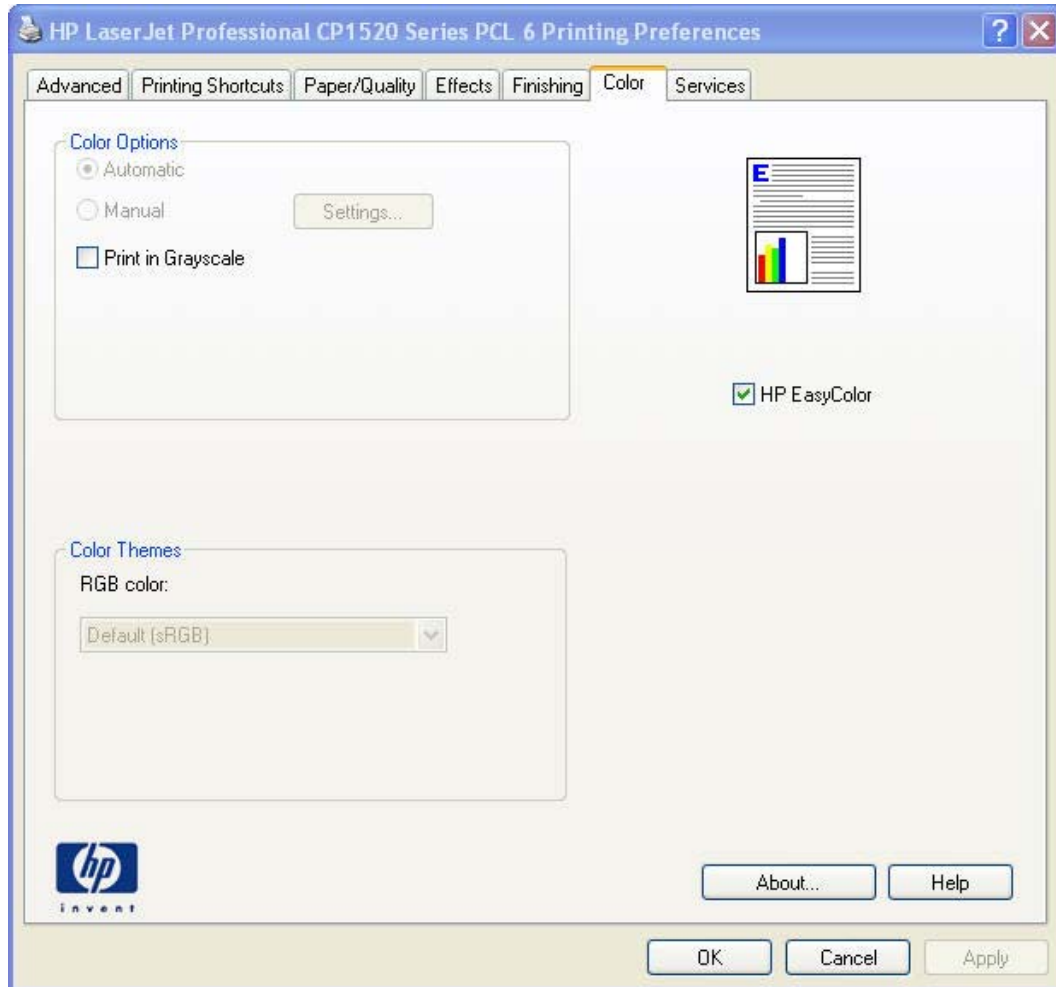 HP LaserJet Professional CP1520 Series PCL 6 Printing Preferences
Advanced Printing Shortcuts Paper/Quality Effects Finishing Color Services
Color Options
Automatic
Manual Settings...
Print in Grayscale
E
HP EasyColor
Color Themes
RGB color:
Default (sRGB)
hp
invent
About... Help
OK Cancel Apply